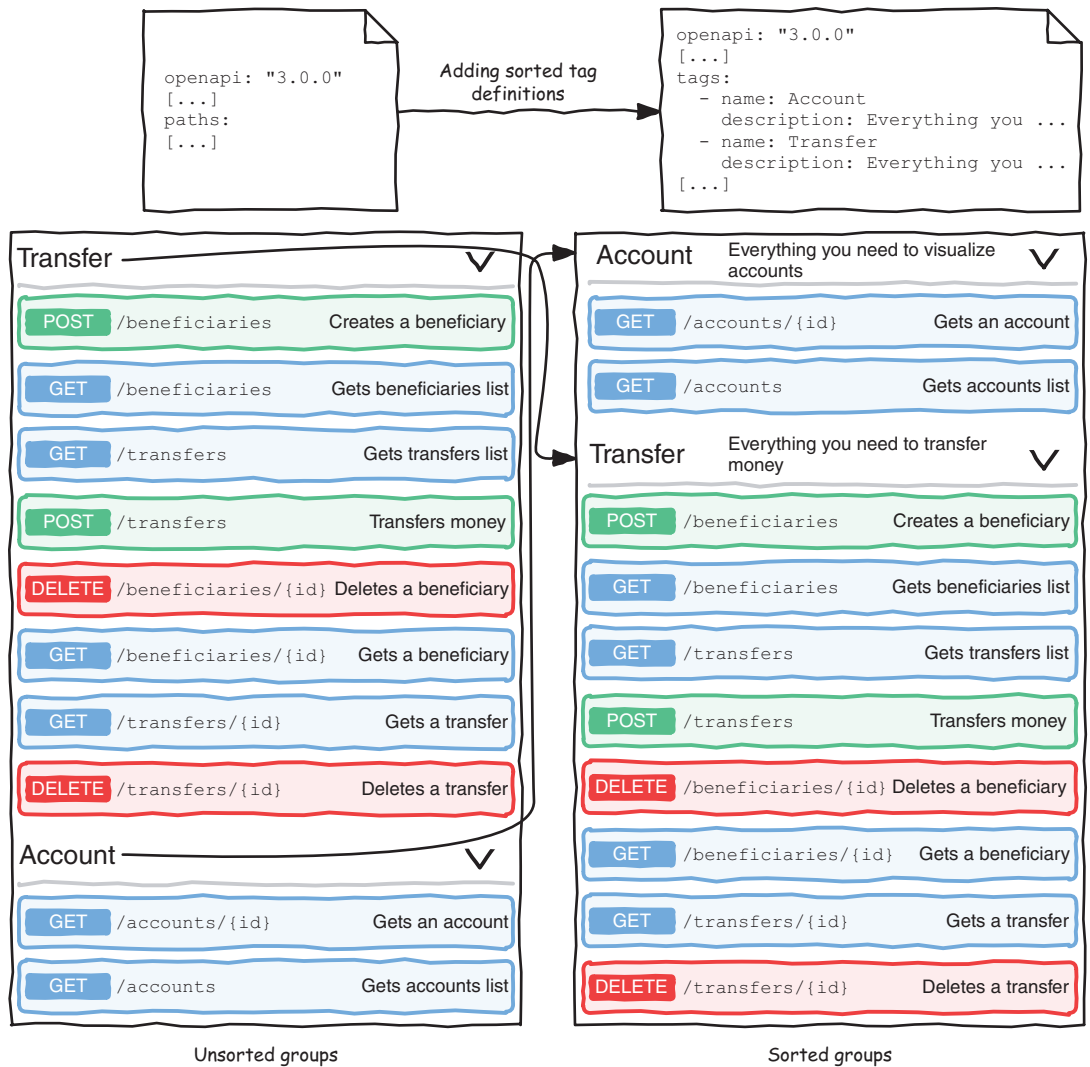 openapi: "3.0.0"
[...]
paths:
[...]
Adding sorted tag
definitions
openapi: "3.0.0"
[...]
tags:
- name: Account
description: Everything you ...
- name: Transfer
description: Everything you ...
[...]
Transfer
POST /beneficiaries Creates a beneficiary
GET /beneficiaries Gets beneficiaries list
GET /transfers Gets transfers list
POST /transfers Transfers money
DELETE /beneficiaries/{id} Deletes a beneficiary
GET /beneficiaries/{id} Gets a beneficiary
GET /transfers/{id} Gets a transfer
DELETE /transfers/{id} Deletes a transfer
Account
GET /accounts/{id} Gets an account
GET /accounts Gets accounts list
Unsorted groups
Account Everything you need to visualize
accounts
GET /accounts/{id} Gets an account
GET /accounts Gets accounts list
Transfer Everything you need to transfer
money
POST /beneficiaries Creates a beneficiary
GET /beneficiaries Gets beneficiaries list
GET /transfers Gets transfers list
POST /transfers Transfers money
DELETE /beneficiaries/{id} Deletes a beneficiary
GET /beneficiaries/{id} Gets a beneficiary
GET /transfers/{id} Gets a transfer
DELETE /transfers/{id} Deletes a transfer
Sorted groups